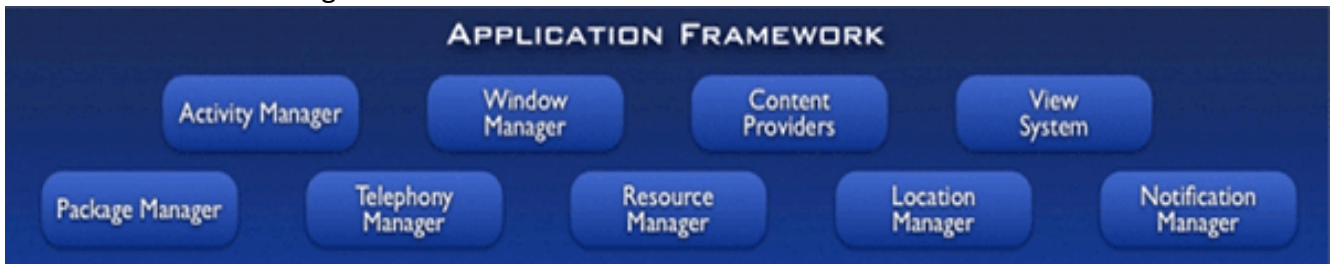 APPLICATION FRAMEWORK
Activity Manager
Window
Manager
Content
Providers
View
System
Package Manager
Telephony
Manager
Resource
Manager
Location
Manager
Notification
Manager